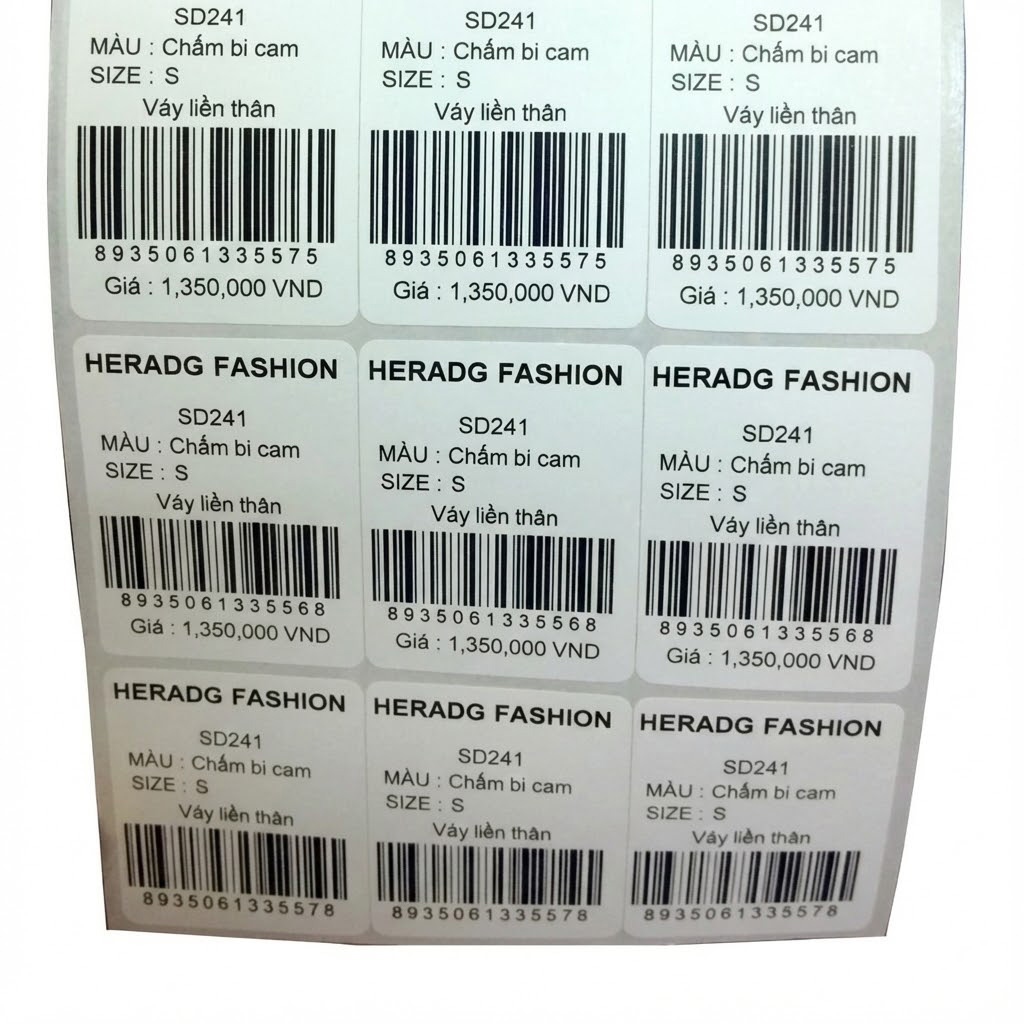 SD241
MÀU : Chấm bi cam
SIZE : S
Váy liền thân
8935061335575
Giá : 1,350,000 VND
SD241
MÀU : Chấm bi cam
SIZE : S
Váy liền thân
8935061335575
Giá : 1,350,000 VND
SD241
MÀU : Chấm bi cam
SIZE : S
Váy liền thân
8935061335575
Giá : 1,350,000 VND
HERADG FASHION
SD241
MÀU : Chấm bi cam
SIZE : S
Váy liền thân
8935061335568
Giá : 1,350,000 VND
HERADG FASHION
SD241
MÀU : Chấm bi cam
SIZE : S
Váy liền thân
8935061335568
Giá : 1,350,000 VND
HERADG FASHION
SD241
MÀU : Chấm bi cam
SIZE : S
Váy liền thân
8935061335568
Giá : 1,350,000 VND
HERADG FASHION
SD241
MÀU : Chấm bi cam
SIZE : S
Váy liền thân
8935061335578
HERADG FASHION
SD241
MÀU : Chấm bi cam
SIZE : S
Váy liền thân
8935061335578
HERADG FASHION
SD241
MÀU : Chấm bi cam
SIZE : S
Váy liền thân
8935061335578